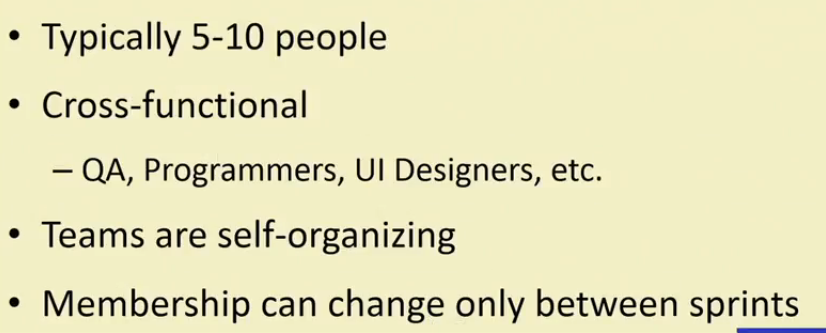 • Typically 5-10 people
• Cross-functional
– QA, Programmers, UI Designers, etc.
• Teams are self-organizing
• Membership can change only between sprints